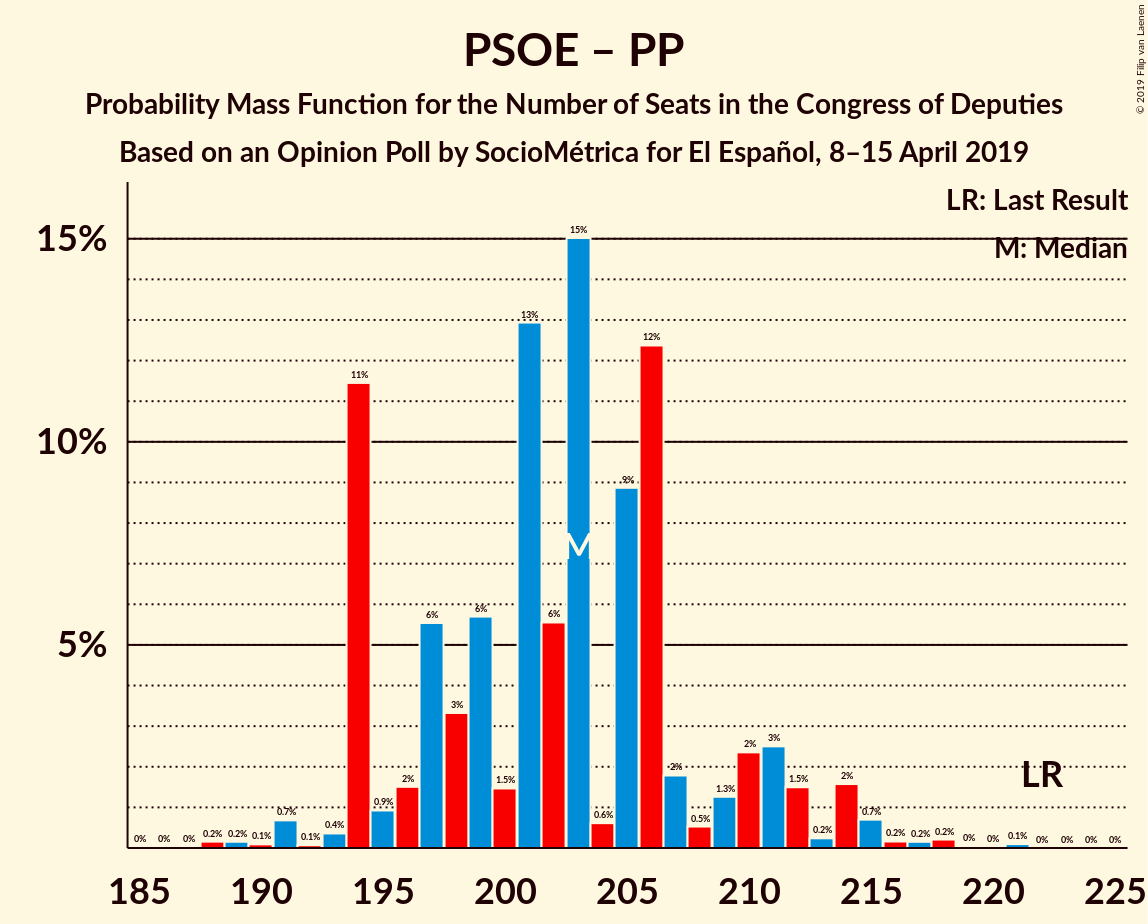 PSOE – PP
Probability Mass Function for the Number of Seats in the Congress of Deputies
Based on an Opinion Poll by SocioMétrica for El Español, 8–15 April 2019
© 2019 Filip van Laenen
LR: Last Result
M: Median
15%
10%
5%
0% 0% 0% 0.2% 0.2% 0.1% 0.7% 0.1% 0.4% 11% 0.9% 2% 6% 3% 6% 1.5% 13% 6% 15% 0.6% 9% 12% 2% 0.5% 1.3% 2% 3% 1.5% 0.2% 2% 0.7% 0.2% 0.2% 0.2% 0% 0% 0.1% 0% 0% 0% 0%
M
LR
185 190 195 200 205 210 215 220 225